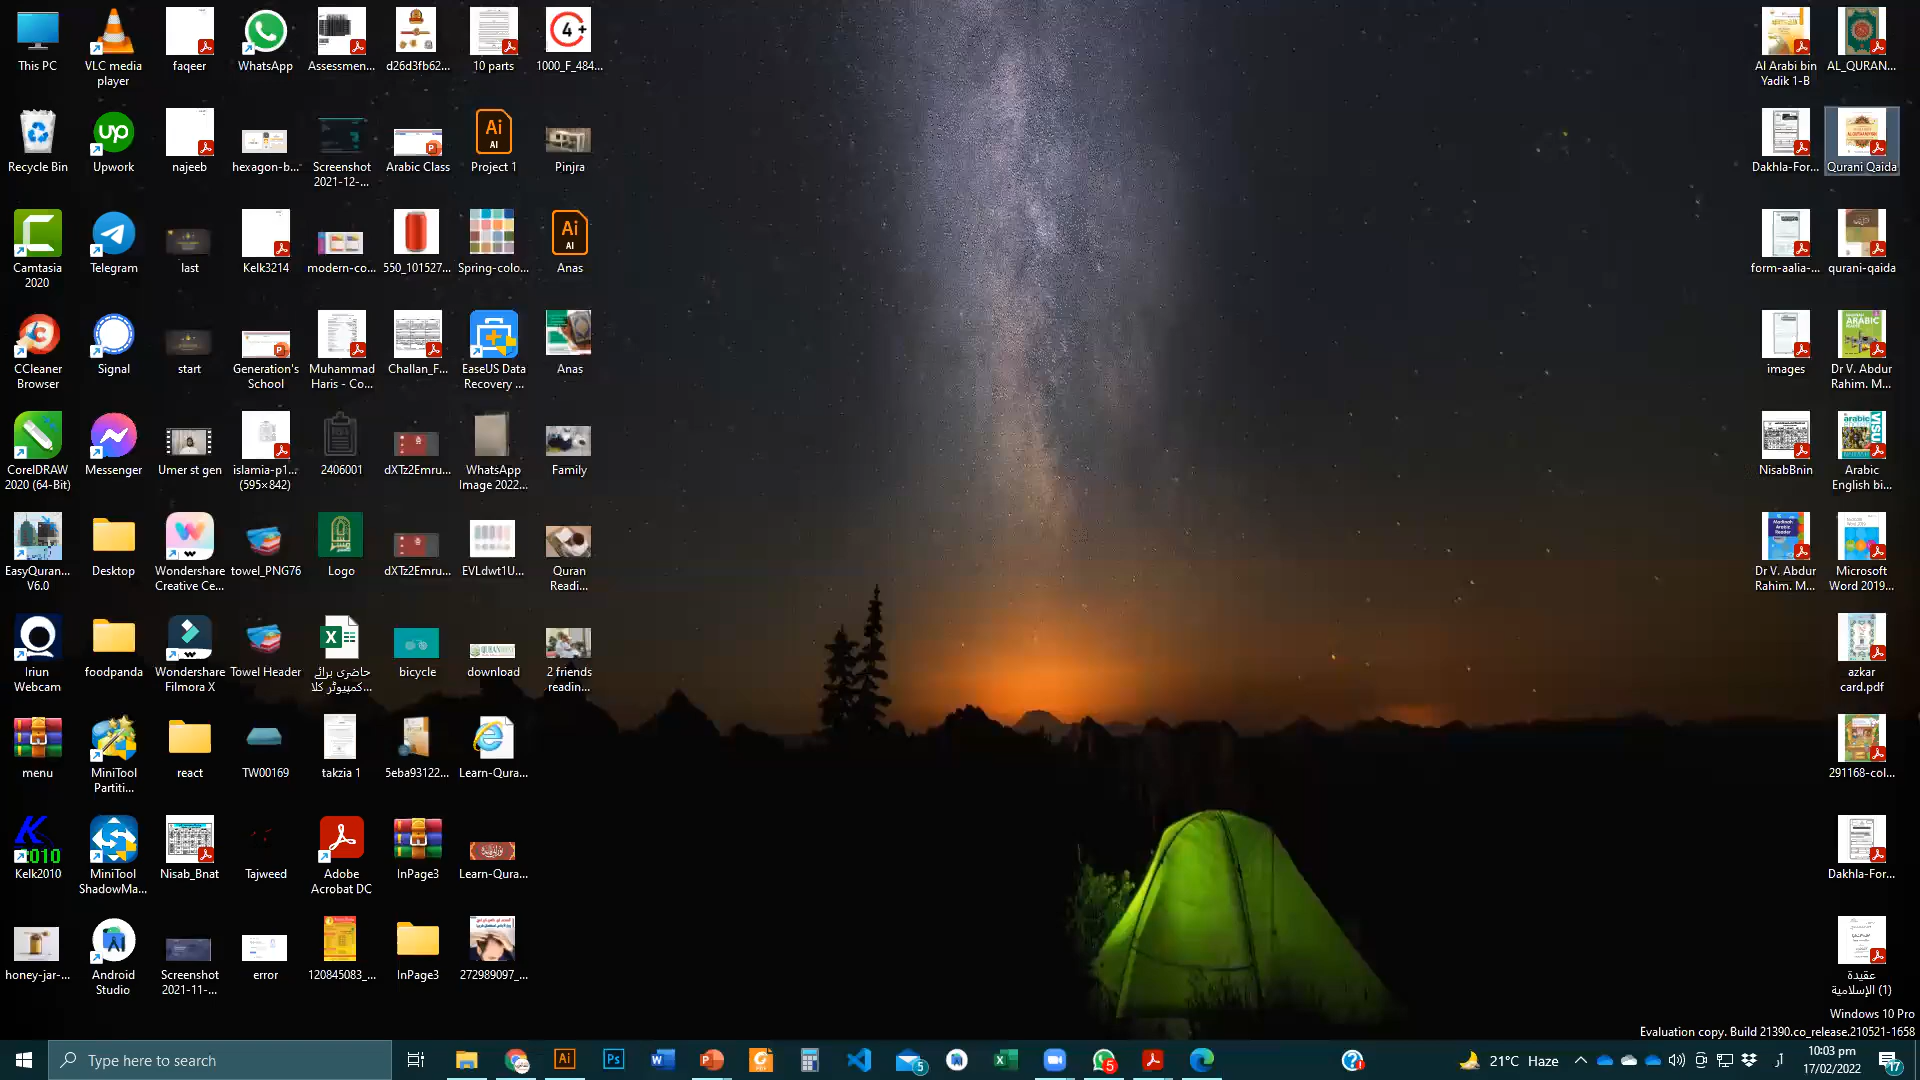 This PC
VLC media
player
faqeer
WhatsApp
Assessmen...
d26d3fb62...
10 parts
1000_F_484...
Al Arabi bin
Yadik 1-B
AL_QURAN...
Recycle Bin
Upwork
najeeb
hexagon-b...
Screenshot
2021-12-...
Arabic Class
Project 1
Pinjra
Dakhla-For...
Qurani Qaida
Camtasia
2020
Telegram
last
Kelk3214
modern-co...
550_101527...
Spring-colo...
Anas
form-aalia-...
qurani-qaida
CCleaner
Browser
Signal
start
Generation's
School
Muhammad
Haris - Co...
Challan_F...
EaseUS Data
Recovery ...
Anas
images
Dr V. Abdur
Rahim. M...
CorelDRAW
2020 (64-Bit)
Messenger
Umer st gen
islamia-p1...
(595×842)
2406001
dXTz2Emru...
WhatsApp
Image 2022...
Family
NisabBnin
Arabic
English bi...
EasyQuran...
V6.0
Desktop
Wondershare
Creative Ce...
towel_PNG76
Logo
dXTz2Emru...
EVLdwt1U...
Quran
Readi...
Dr V. Abdur
Rahim. M...
Microsoft
Word 2019...
Iriun
Webcam
foodpanda
Wondershare
Filmora X
Towel Header
حاضری برائے
کمپیوٹر کلا...
bicycle
download
2 friends
readin...
azkar
card.pdf
menu
MiniTool
Partiti...
react
TW00169
takzia 1
5eba93122...
Learn-Qura...
291168-col...
Kelk2010
MiniTool
ShadowMa...
Nisab_Bnat
Tajweed
Adobe
Acrobat DC
InPage3
Learn-Qura...
Dakhla-For...
honey-jar-...
Android
Studio
Screenshot
2021-11-...
error
120845083_...
InPage3
272989097_...
عقيدة
الإسلامية (1)
Windows 10 Pro
Evaluation copy. Build 21390.co_release.210521-1658
Type here to search
21°C Haze
10:03 pm
17/02/2022
17